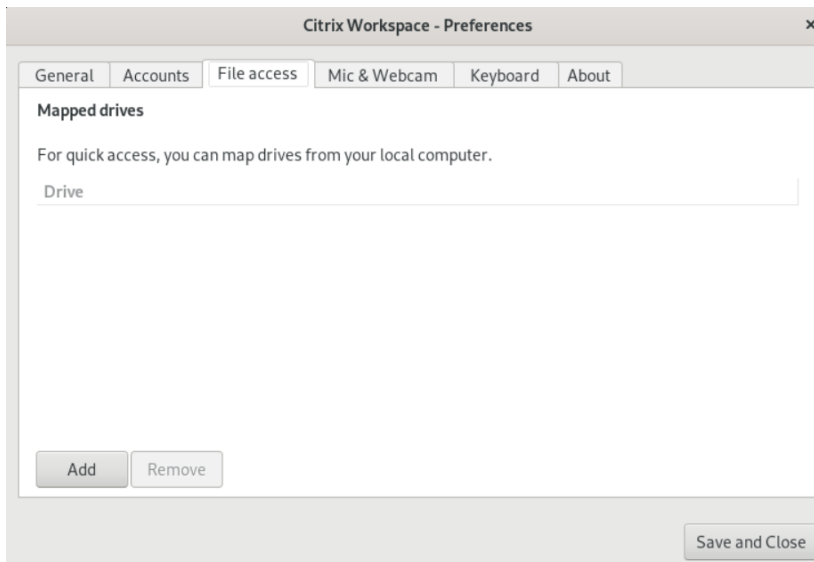 Citrix Workspace - Preferences ×
General Accounts File access Mic & Webcam Keyboard About
Mapped drives
For quick access, you can map drives from your local computer.
Drive
Add Remove
Save and Close